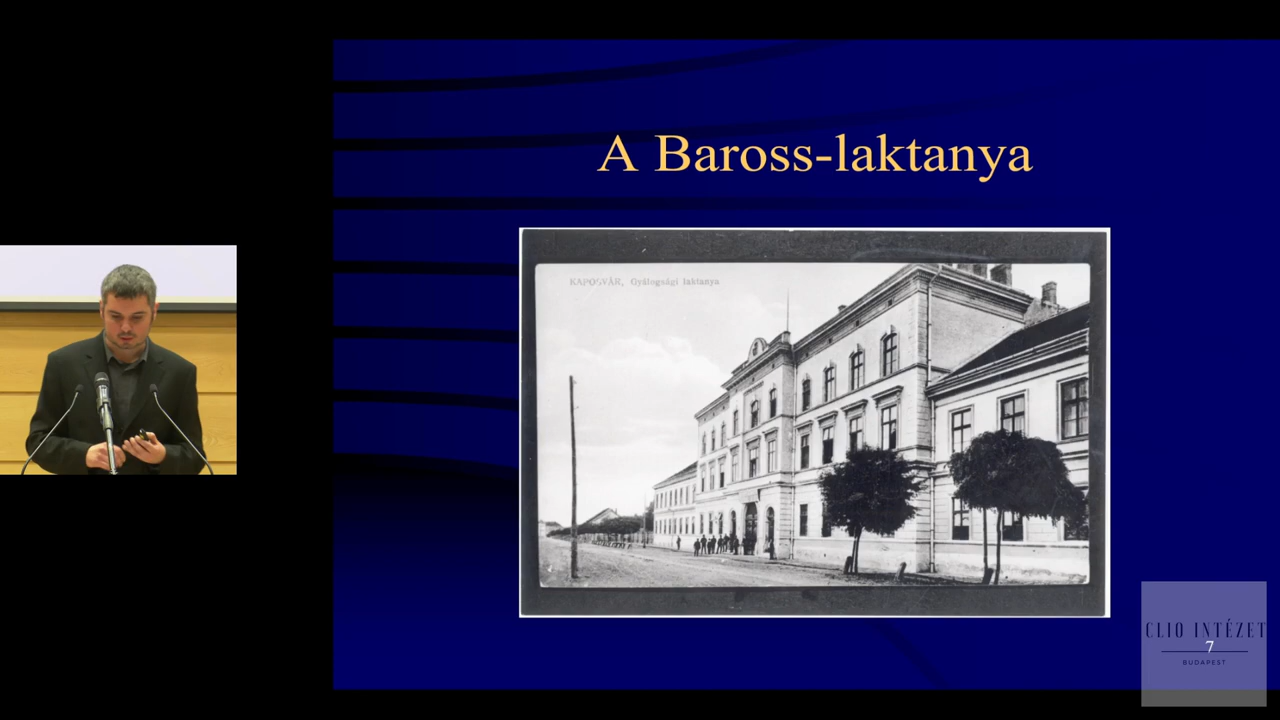 A Baross-laktanya
KAPOSVÁR, Gyalogsági laktanya
CLIO INTÉZET
7
BUDAPEST